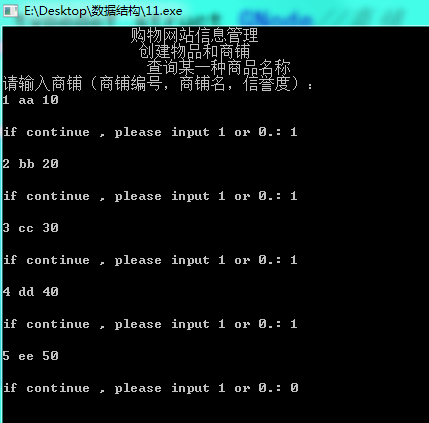 E:\Desktop\数据结构\11.exe
购物网站信息管理
创建物品和商铺
查询某一种商品名称
请输入商铺（商铺编号，商铺名，信誉度）：
1 aa 10
if continue , please input 1 or 0.: 1
2 bb 20
if continue , please input 1 or 0.: 1
3 cc 30
if continue , please input 1 or 0.: 1
4 dd 40
if continue , please input 1 or 0.: 1
5 ee 50
if continue , please input 1 or 0.: 0